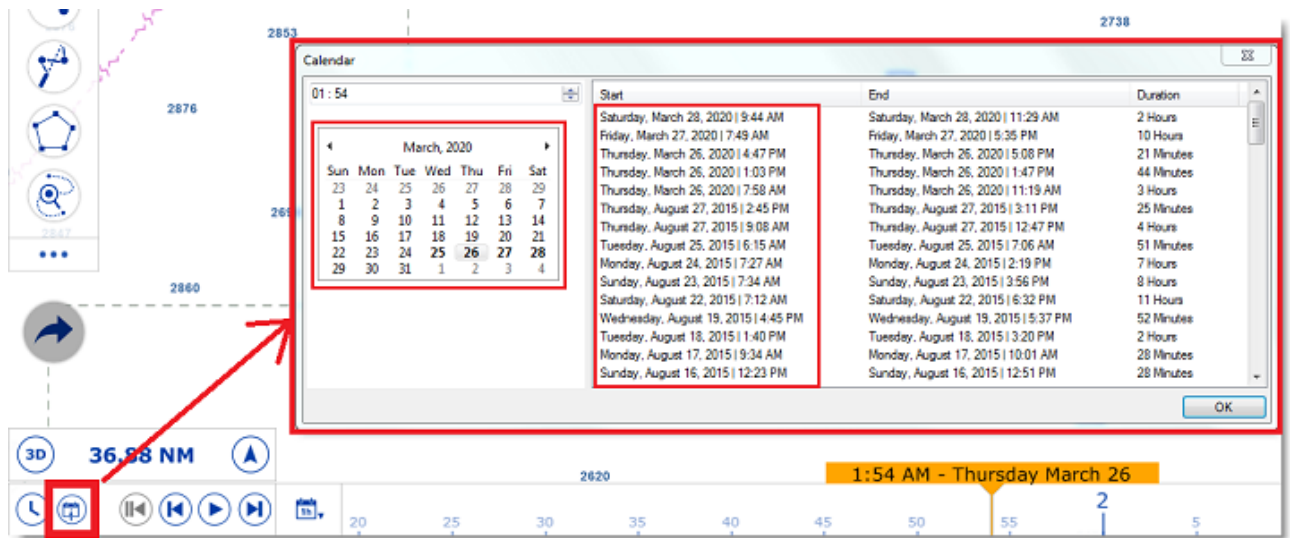 2738
2853
Calendar
01 : 54
Start End Duration
Saturday, March 28, 2020 | 9:44 AM Saturday, March 28, 2020 | 11:29 AM 2 Hours
2876
Friday, March 27, 2020 | 7:49 AM Friday, March 27, 2020 | 5:35 PM 10 Hours
March, 2020
Thursday, March 26, 2020 | 4:47 PM Thursday, March 26, 2020 | 5:08 PM 21 Minutes
Thursday, March 26, 2020 | 1:03 PM Thursday, March 26, 2020 | 1:47 PM 44 Minutes
Sun Mon Tue Wed Thu Fri Sat
23 24 25 26 27 28 29
Thursday, March 26, 2020 | 7:58 AM Thursday, March 26, 2020 | 11:19 AM 3 Hours
1 2 3 4 5 6 7
Thursday, August 27, 2015 | 2:45 PM Thursday, August 27, 2015 | 3:11 PM 25 Minutes
8 9 10 11 12 13 14
Thursday, August 27, 2015 | 9:08 AM Thursday, August 27, 2015 | 12:47 PM 4 Hours
15 16 17 18 19 20 21
2847
Tuesday, August 25, 2015 | 6:15 AM Tuesday, August 25, 2015 | 7:06 AM 51 Minutes
22 23 24 25 26 27 28
Monday, August 24, 2015 | 7:27 AM Monday, August 24, 2015 | 2:19 PM 7 Hours
29 30 31 1 2 3 4
Sunday, August 23, 2015 | 7:34 AM Sunday, August 23, 2015 | 3:56 PM 8 Hours
2860
Saturday, August 22, 2015 | 7:12 AM Saturday, August 22, 2015 | 6:32 PM 11 Hours
Wednesday, August 19, 2015 | 4:45 PM Wednesday, August 19, 2015 | 5:37 PM 52 Minutes
Tuesday, August 18, 2015 | 1:40 PM Tuesday, August 18, 2015 | 3:20 PM 2 Hours
Monday, August 17, 2015 | 9:34 AM Monday, August 17, 2015 | 10:01 AM 28 Minutes
Sunday, August 16, 2015 | 12:23 PM Sunday, August 16, 2015 | 12:51 PM 28 Minutes
OK
3D 36.88 NM
2620
1:54 AM - Thursday March 26
1h
20 25 30 35 40 45 50 55 2 5